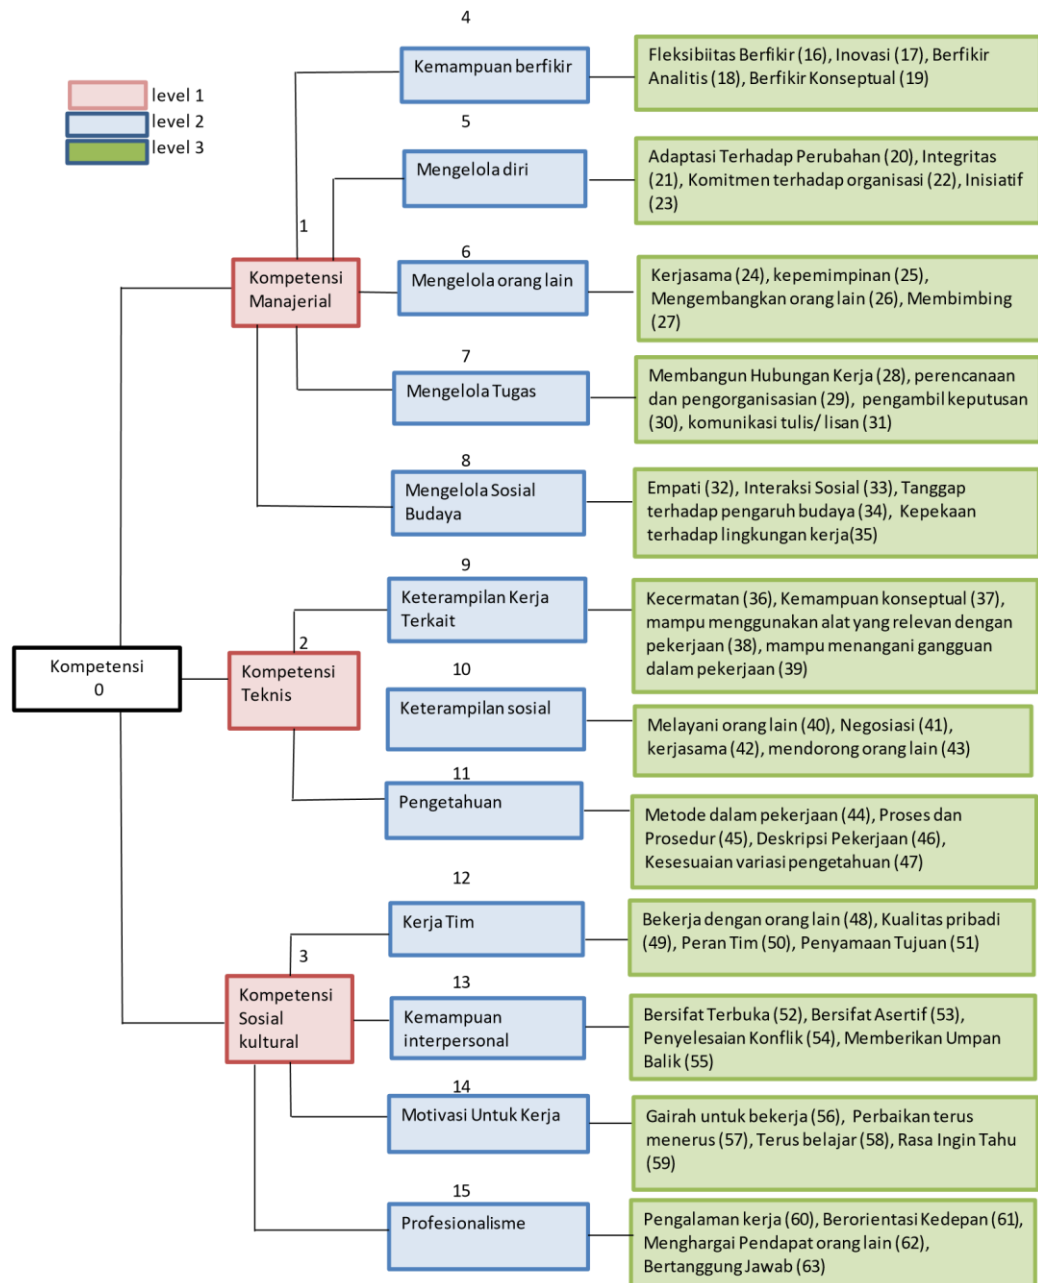 level 1
level 2
level 3
4
Kemampuan berfikir
Fleksibiitas Berfikir (16), Inovasi (17), Berfikir
Analitis (18), Berfikir Konseptual (19)
5
Mengelola diri
Adaptasi Terhadap Perubahan (20), Integritas
(21), Komitmen terhadap organisasi (22), Inisiatif
(23)
1
Kompetensi
Manajerial
6
Mengelola orang lain
Kerjasama (24), kepemimpinan (25),
Mengembangkan orang lain (26), Membimbing
(27)
7
Mengelola Tugas
Membangun Hubungan Kerja (28), perencanaan
dan pengorganisasian (29), pengambil keputusan
(30), komunikasi tulis/ lisan (31)
8
Mengelola Sosial
Budaya
Empati (32), Interaksi Sosial (33), Tanggap
terhadap pengaruh budaya (34), Kepekaan
terhadap lingkungan kerja(35)
9
Keterampilan Kerja
Terkait
Kecermatan (36), Kemampuan konseptual (37),
mampu menggunakan alat yang relevan dengan
pekerjaan (38), mampu menangani gangguan
dalam pekerjaan (39)
Kompetensi
0
2
Kompetensi
Teknis
10
Keterampilan sosial
Melayani orang lain (40), Negosiasi (41),
kerjasama (42), mendorong orang lain (43)
11
Pengetahuan
Metode dalam pekerjaan (44), Proses dan
Prosedur (45), Deskripsi Pekerjaan (46),
Kesesuaian variasi pengetahuan (47)
12
Kerja Tim
Bekerja dengan orang lain (48), Kualitas pribadi
(49), Peran Tim (50), Penyamaan Tujuan (51)
3
Kompetensi
Sosial
kultural
13
Kemampuan
interpersonal
Bersifat Terbuka (52), Bersifat Asertif (53),
Penyelesaian Konflik (54), Memberikan Umpan
Balik (55)
14
Motivasi Untuk Kerja
Gairah untuk bekerja (56), Perbaikan terus
menerus (57), Terus belajar (58), Rasa Ingin Tahu
(59)
15
Profesionalisme
Pengalaman kerja (60), Berorientasi Kedepan (61),
Menghargai Pendapat orang lain (62),
Bertanggung Jawab (63)